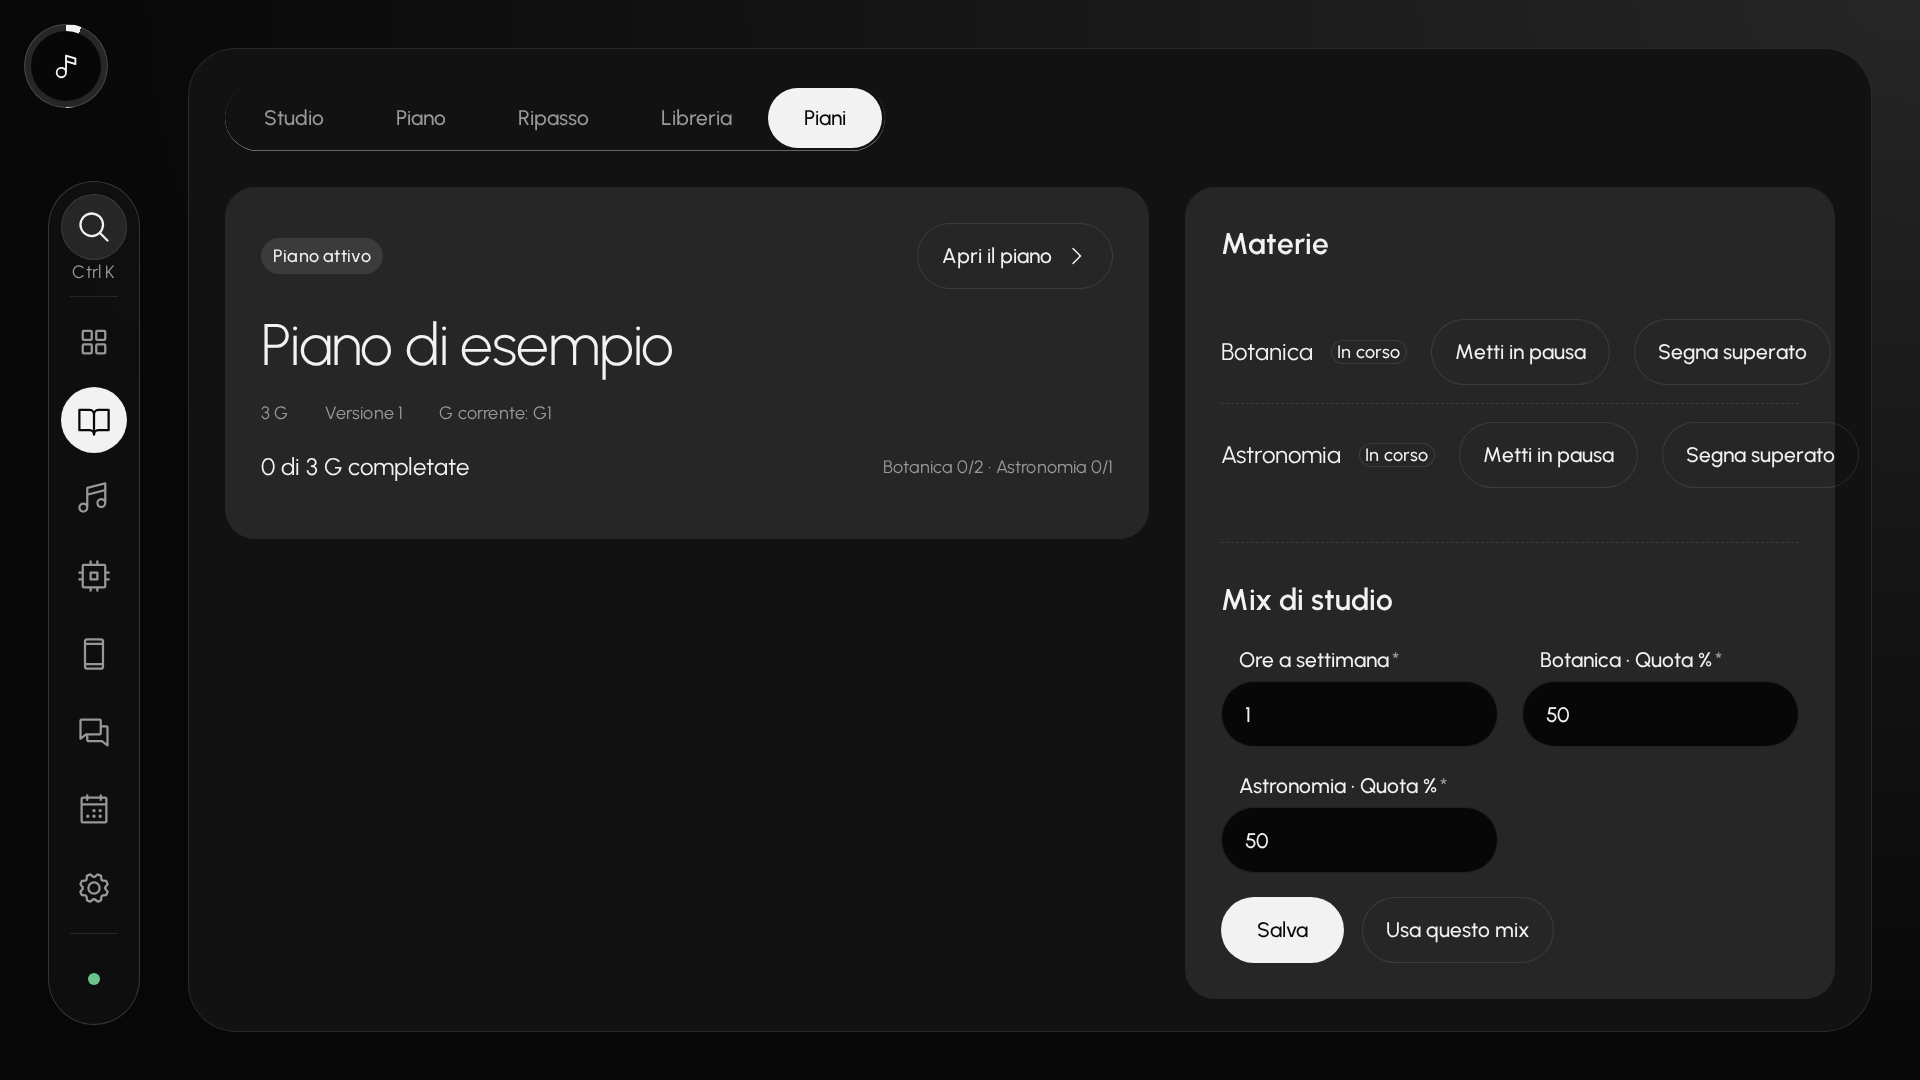 Studio Piano Ripasso Libreria Piani
Ctrl K
Piano attivo
Apri il piano
Piano di esempio
3 G Versione 1 G corrente: G1
0 di 3 G completate
Botanica 0/2 · Astronomia 0/1
Materie
Botanica In corso Metti in pausa Segna superato
Astronomia In corso Metti in pausa Segna superato
Mix di studio
Ore a settimana * Botanica · Quota % *
1 50
Astronomia · Quota % *
50
Salva Usa questo mix